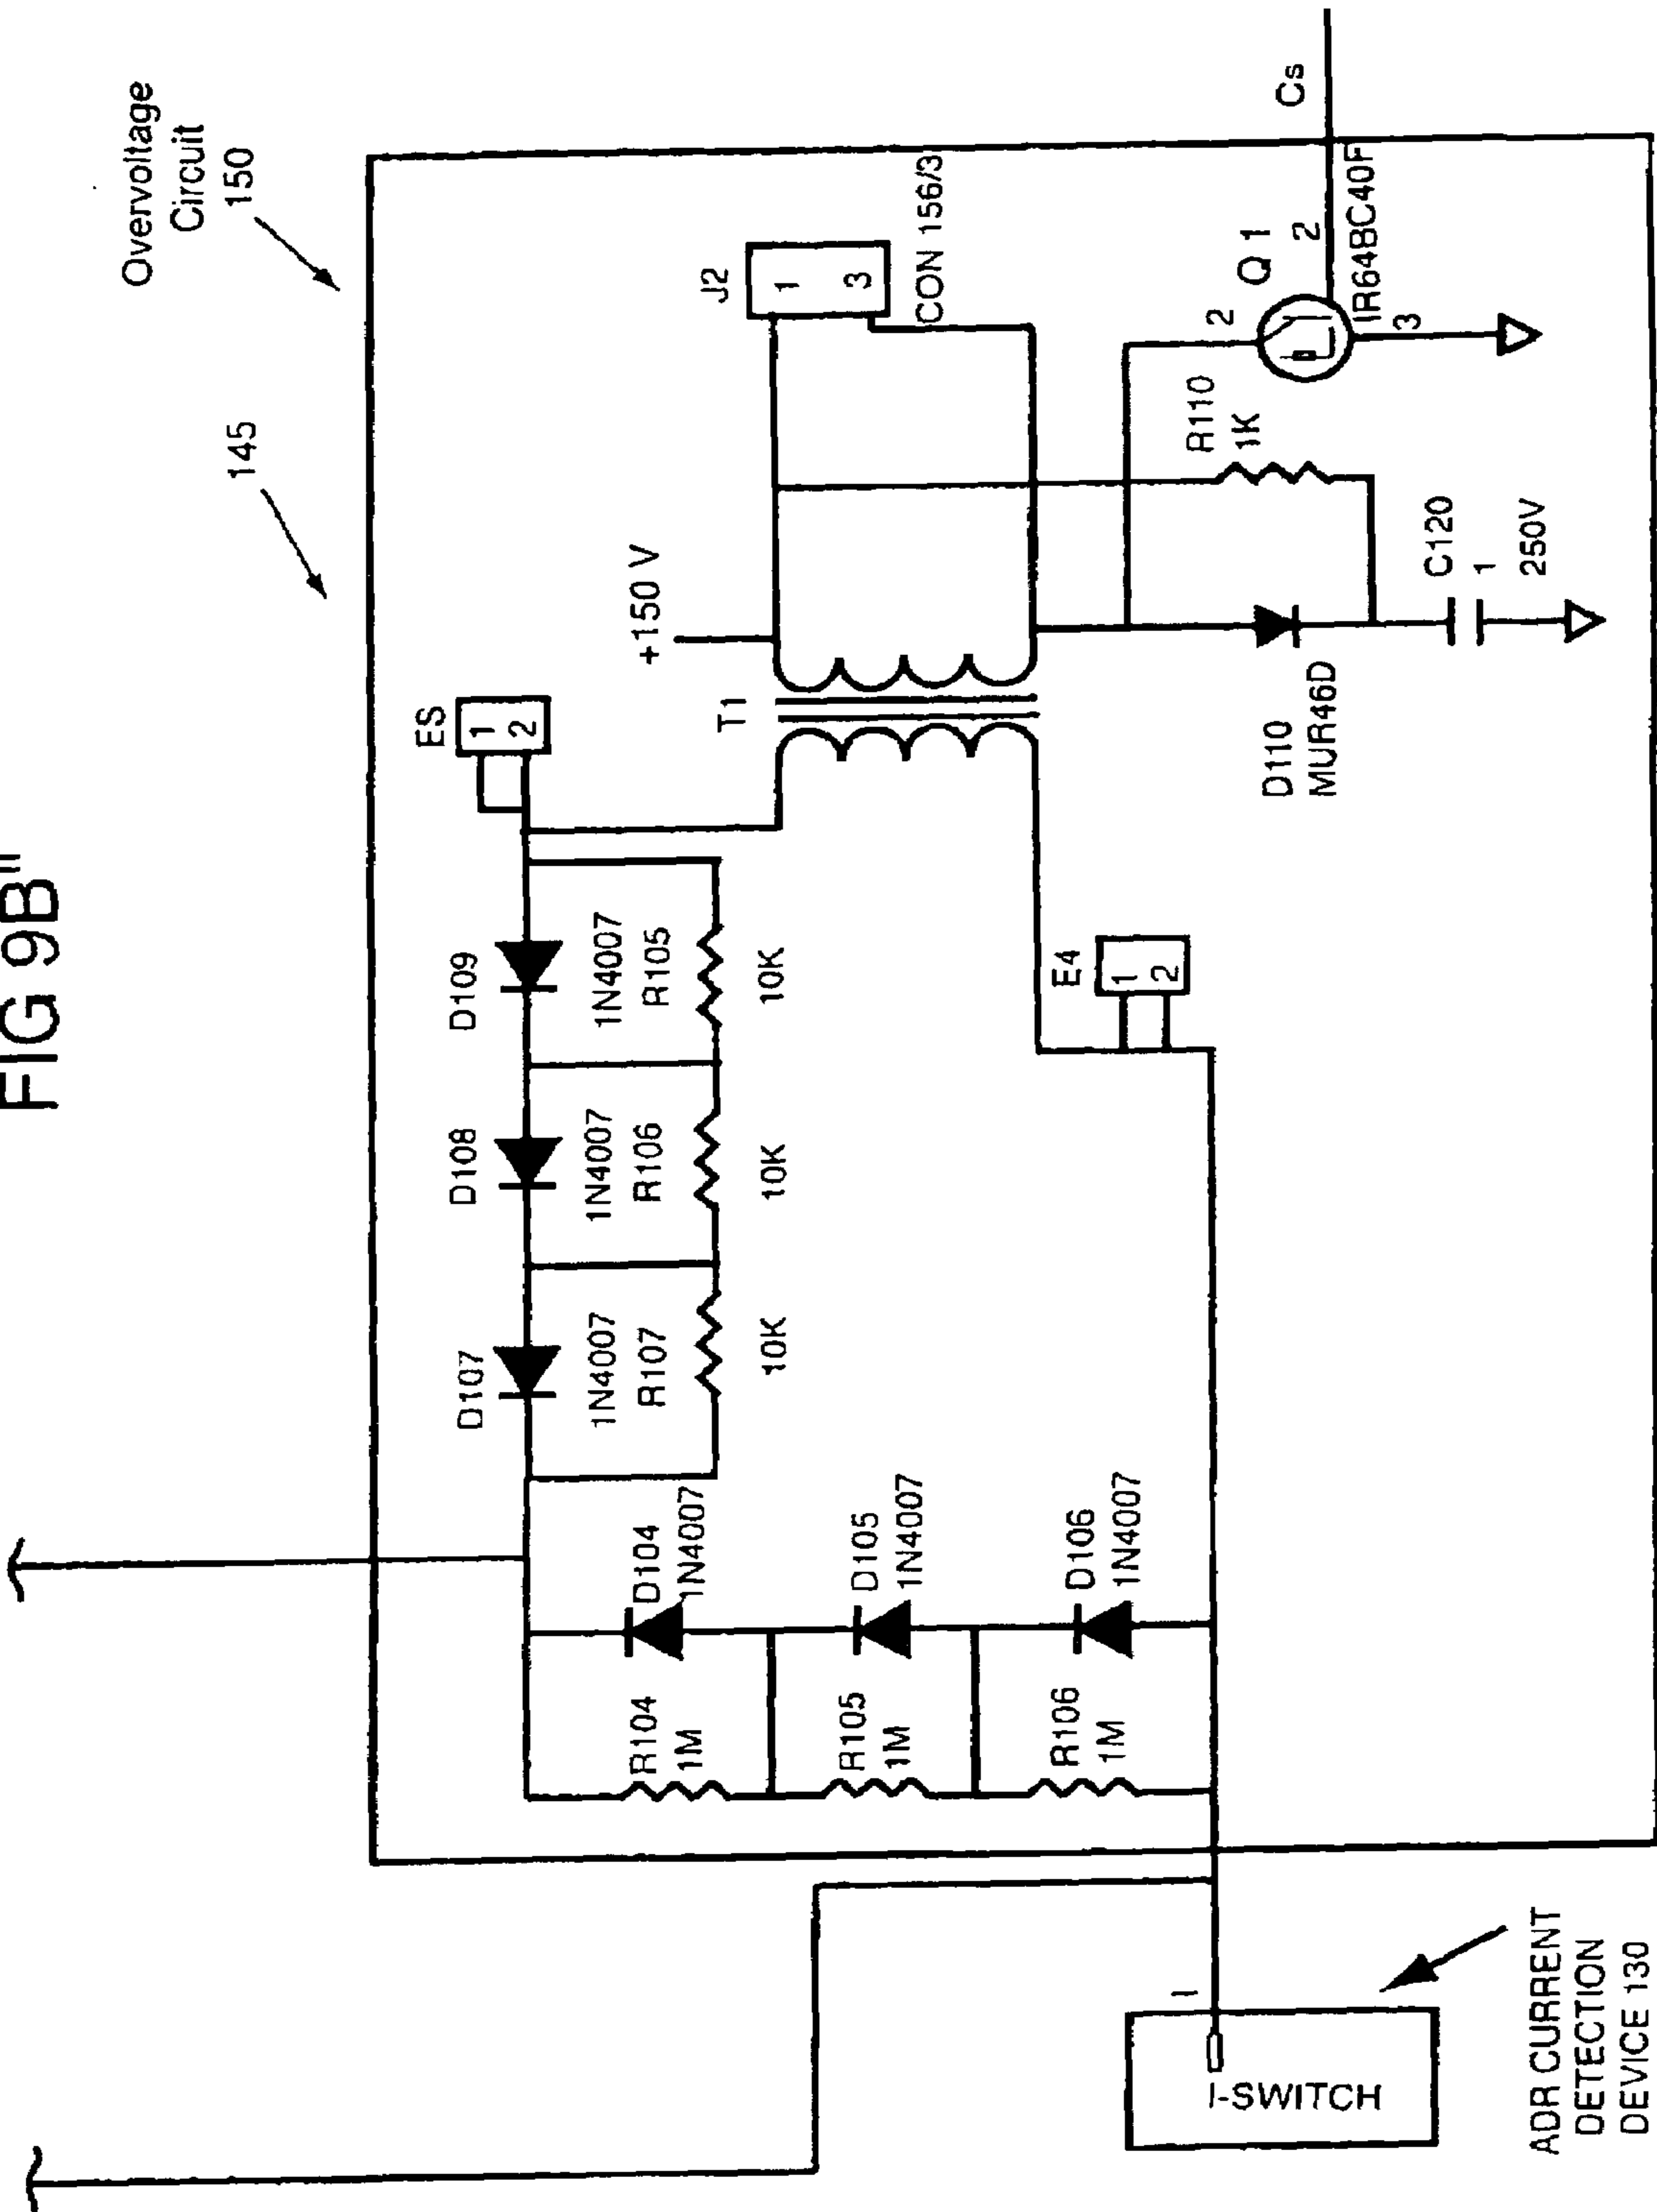 FIG 9B"
Overvoltage
Circuit
150
145
ES
1
2
+150 V
T1
J2
1
3
CON 156/3
D109
1N4007
R105
10K
D108
1N4007
R106
10K
D107
1N4007
R107
10K
E4
1
2
D110
MUR46D
R110
1K
C120
1
250V
Q1
2
2
3
IR64BC40F
Cs
D104
1N4007
D105
1N4007
D106
1N4007
R104
1M
R105
1M
R106
1M
1
I-SWITCH
ADR CURRENT
DETECTION
DEVICE 130